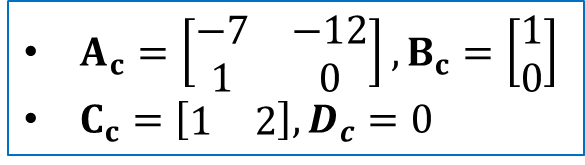 • A_c = [−7 −12; 1 0], B_c = [1; 0]
• C_c = [1 2], D_c = 0